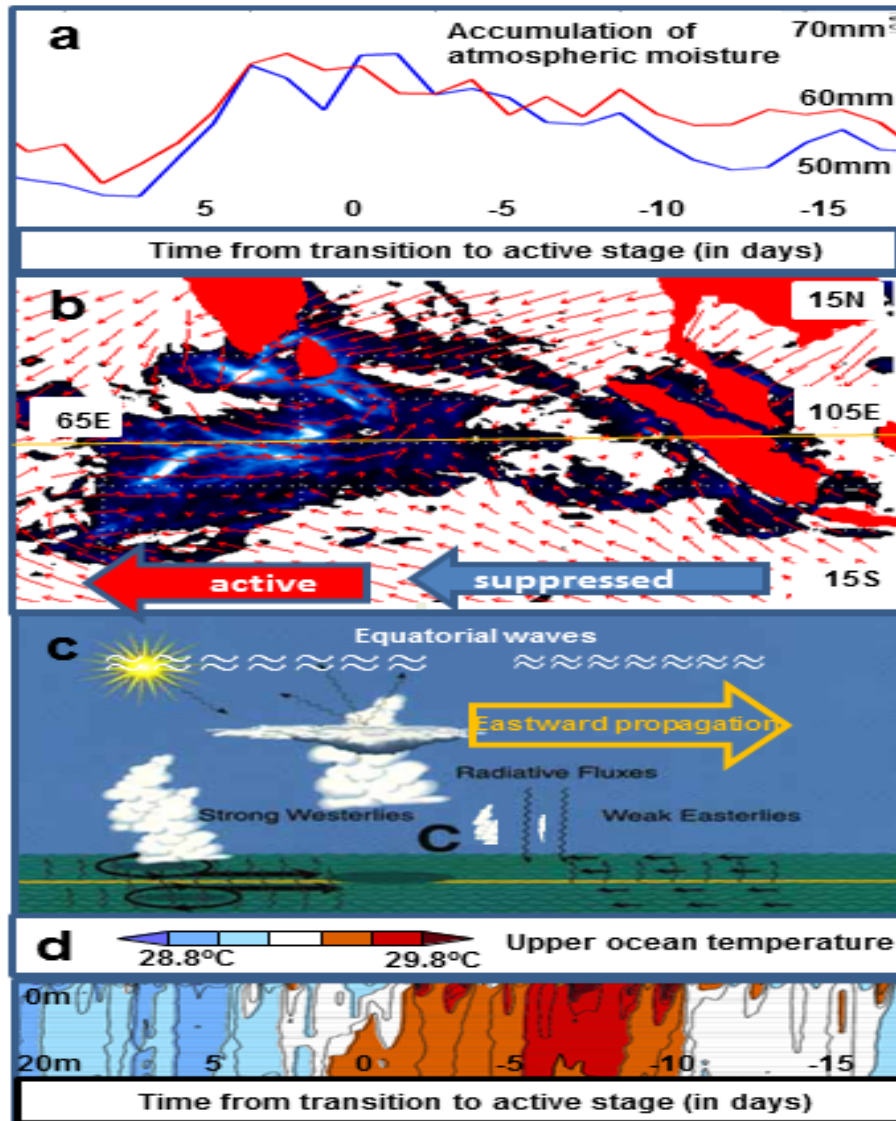 a
Accumulation of
atmospheric moisture
70mm
60mm
50mm
5 0 -5 -10 -15
Time from transition to active stage (in days)
b
15N
65E
105E
active
suppressed
15S
c
Equatorial waves
Eastward propagation
Radiative Fluxes
Strong Westerlies
C
Weak Easterlies
d
28.8ºC
29.8ºC
Upper ocean temperature
0m
20m 5 0 -5 -10 -15
Time from transition to active stage (in days)